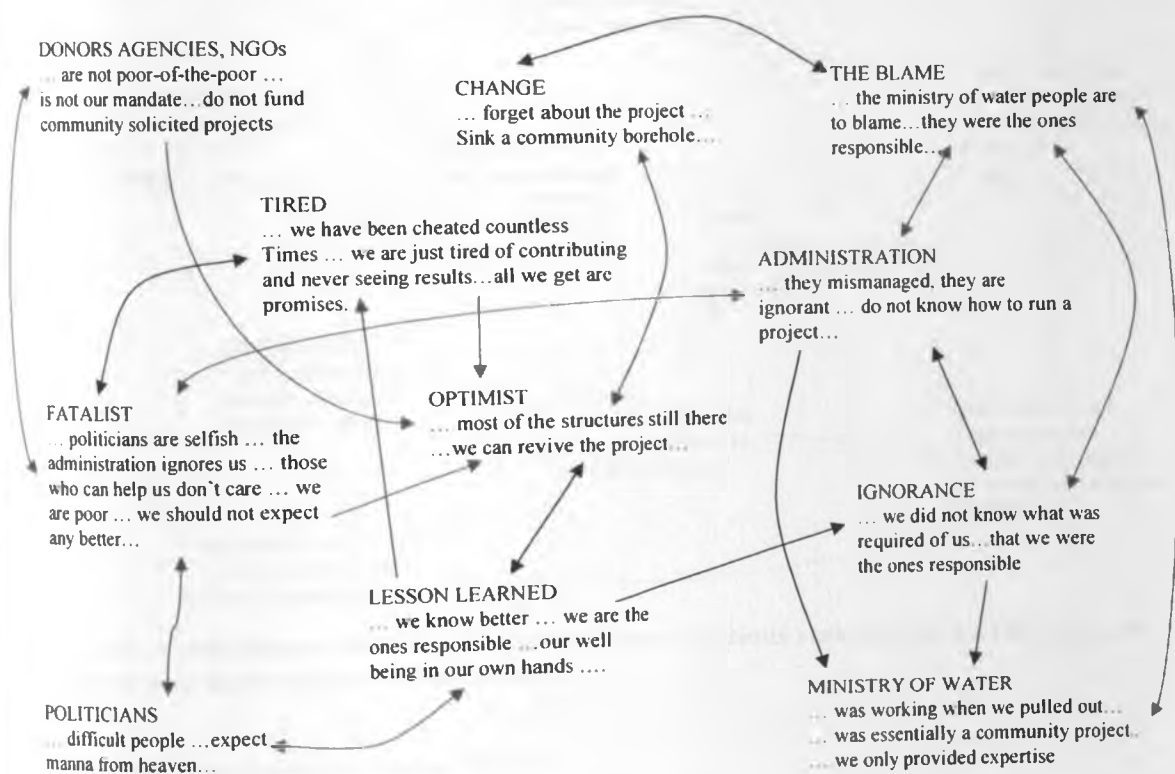 DONORS AGENCIES, NGOs
… are not poor-of-the-poor …
is not our mandate…do not fund
community solicited projects
CHANGE
… forget about the project …
Sink a community borehole….
THE BLAME
… the ministry of water people are
to blame…they were the ones
responsible…
TIRED
… we have been cheated countless
Times … we are just tired of contributing
and never seeing results…all we get are
promises.
ADMINISTRATION
… they mismanaged, they are
ignorant … do not know how to run a
project…
FATALIST
… politicians are selfish … the
administration ignores us … those
who can help us don`t care … we
are poor … we should not expect
any better…
OPTIMIST
… most of the structures still there
…we can revive the project…
IGNORANCE
… we did not know what was
required of us…that we were
the ones responsible
LESSON LEARNED
… we know better … we are the
ones responsible …our well
being in our own hands ….
POLITICIANS
… difficult people …expect
manna from heaven…
MINISTRY OF WATER
… was working when we pulled out…
… was essentially a community project..
… we only provided expertise